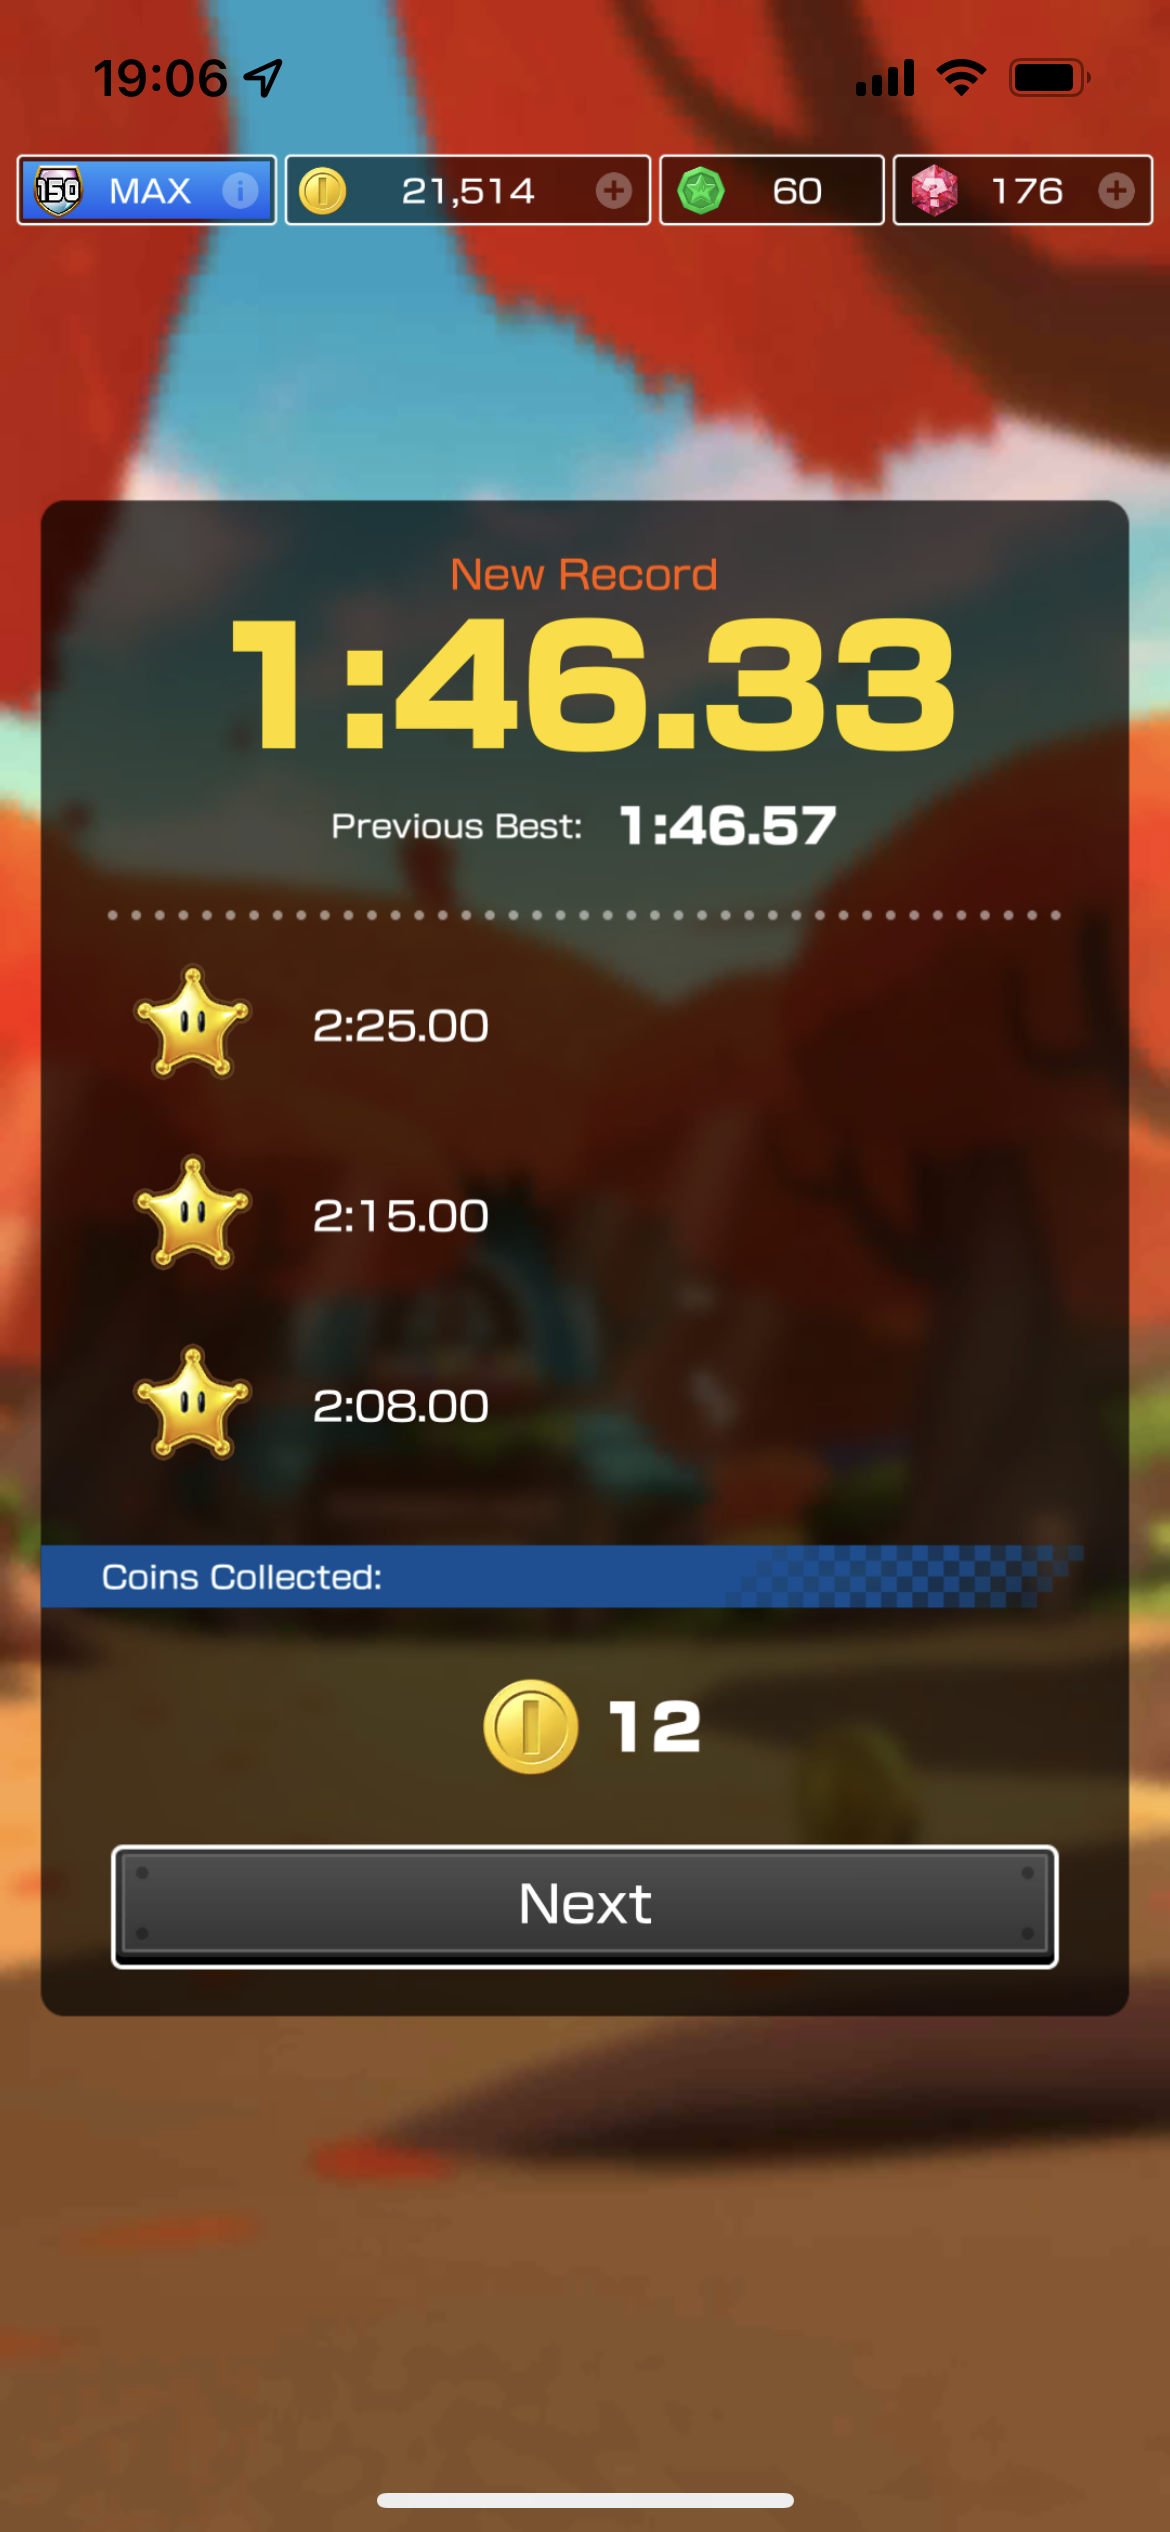 19:06
150 MAX i 21,514 + 60 ? 176 +
New Record
1:46.33
Previous Best: 1:46.57
2:25.00
2:15.00
2:08.00
Coins Collected:
12
Next